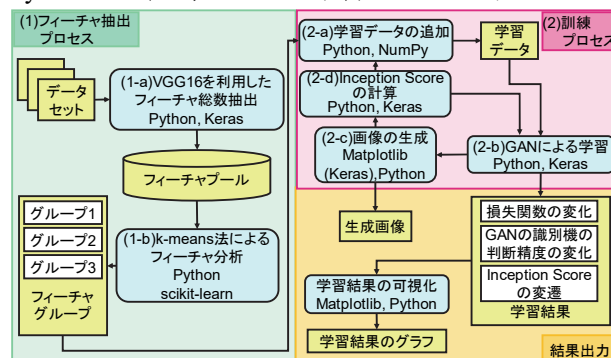 (1)フィーチャ抽出
プロセス
データ
セット
(1-a)VGG16を利用した
フィーチャ総数抽出
Python, Keras
フィーチャプール
(1-b)k-means法による
フィーチャ分析
Python
scikit-learn
グループ1
グループ2
グループ3
フィーチャ
グループ
(2)訓練
プロセス
(2-a)学習データの追加
Python, NumPy
学習
データ
(2-d)Inception Score
の計算
Python, Keras
(2-c)画像の生成
Matplotlib
(Keras),Python
(2-b)GANによる学習
Python, Keras
生成画像
損失関数の変化
GANの識別機の
判断精度の変化
Inception Score
の変遷
学習結果
学習結果の可視化
Matplotlib, Python
学習結果のグラフ
結果出力